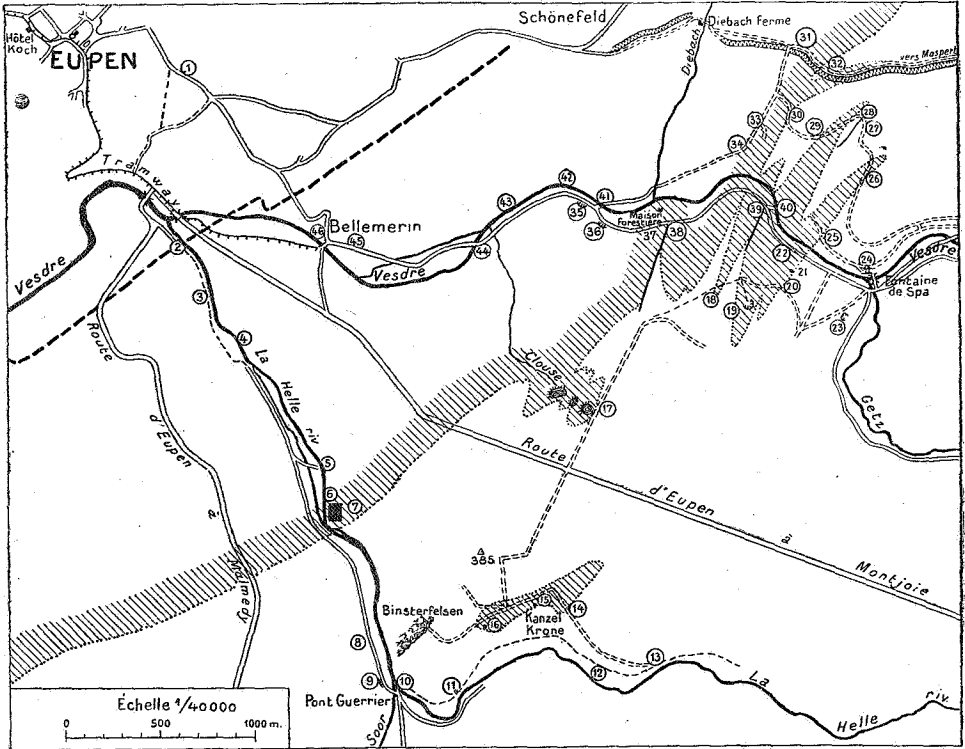 Hôtel
Koch
EUPEN
Schönefeld
Diebach Ferme
Diebach
vers Mospert
31
32
1
30
29
28
27
33
34
26
Tramway
42
41
43
35
36
Maison
Forestière
37
38
39
40
25
Bellemerin
46
45
44
Vesdre
Vesdre
Vesdre
2
22
24
Fontaine
de Spa
21
20
18
19
23
3
4
La
Helle
riv
Route
d'Eupen
à
Malmedy
Clouse
17
Getz
5
6
7
Route
d'Eupen
à
Montjoie
385
Binsterfelsen
16
15
14
Kanzel
Krone
8
9
10
11
12
13
Pont Guerrier
Soor
La
Helle
riv.
Échelle 1/40000
0 500 1000 m.